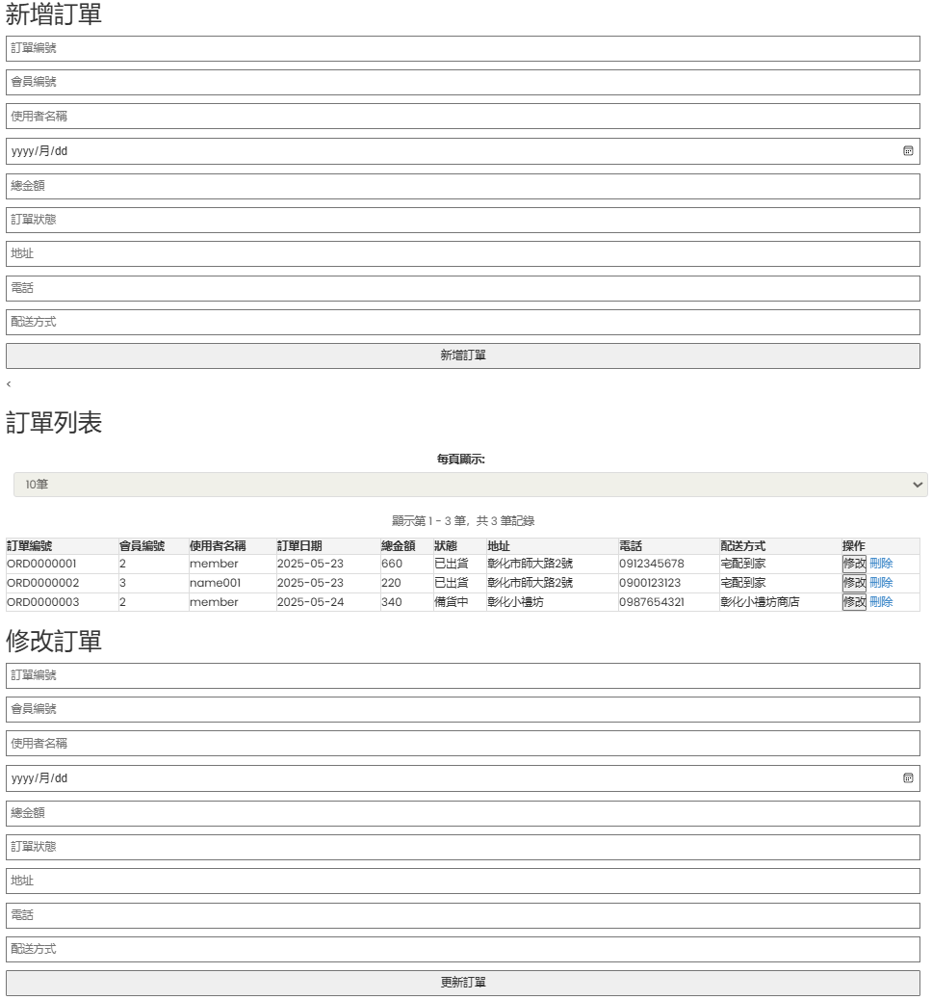 新增訂單
訂單編號
會員編號
使用者名稱
yyyy/月/dd
總金額
訂單狀態
地址
電話
配送方式
新增訂單
<
訂單列表
每頁顯示:
10筆
顯示第 1 - 3 筆，共 3 筆記錄
訂單編號 會員編號 使用者名稱 訂單日期 總金額 狀態 地址 電話 配送方式 操作
ORD0000001 2 member 2025-05-23 660 已出貨 彰化市師大路2號 0912345678 宅配到家 修改 刪除
ORD0000002 3 name001 2025-05-23 220 已出貨 彰化市師大路2號 0900123123 宅配到家 修改 刪除
ORD0000003 2 member 2025-05-24 340 備貨中 彰化小禮坊 0987654321 彰化小禮坊商店 修改 刪除
修改訂單
訂單編號
會員編號
使用者名稱
yyyy/月/dd
總金額
訂單狀態
地址
電話
配送方式
更新訂單